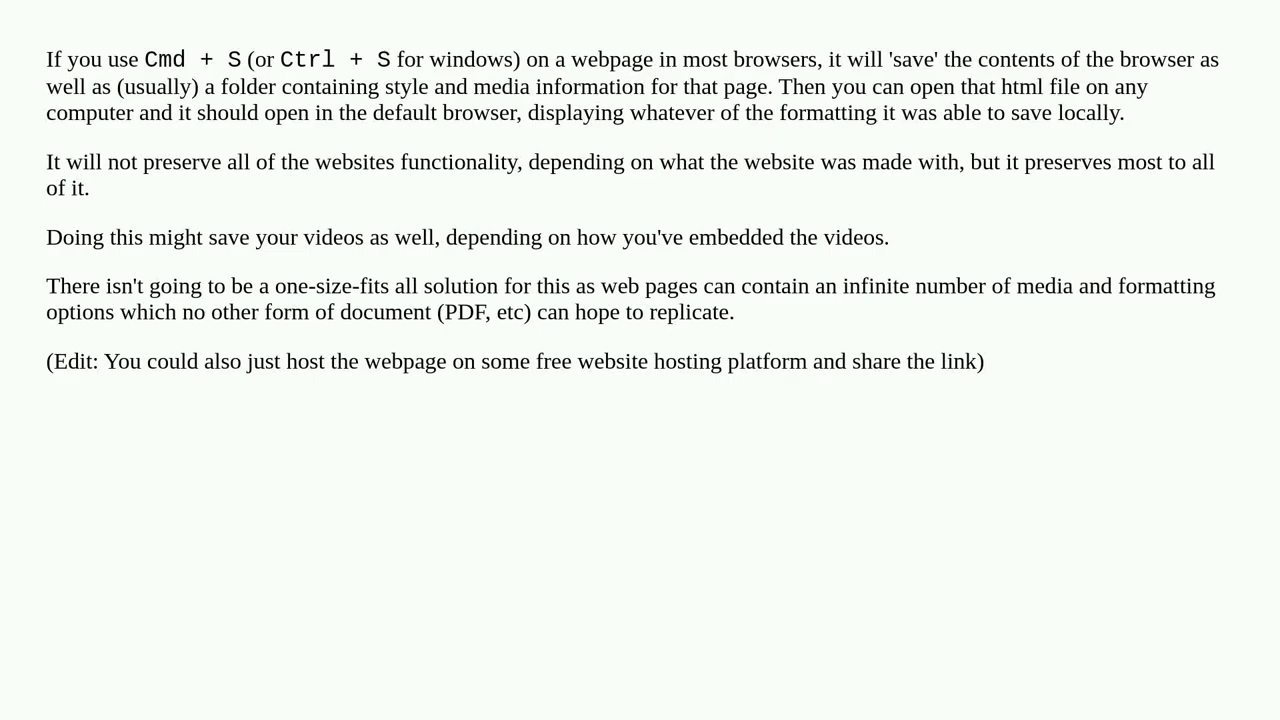 If you use Cmd + S (or Ctrl + S for windows) on a webpage in most browsers, it will 'save' the contents of the browser as
well as (usually) a folder containing style and media information for that page. Then you can open that html file on any
computer and it should open in the default browser, displaying whatever of the formatting it was able to save locally.
It will not preserve all of the websites functionality, depending on what the website was made with, but it preserves most to all
of it.
Doing this might save your videos as well, depending on how you've embedded the videos.
There isn't going to be a one-size-fits all solution for this as web pages can contain an infinite number of media and formatting
options which no other form of document (PDF, etc) can hope to replicate.
(Edit: You could also just host the webpage on some free website hosting platform and share the link)